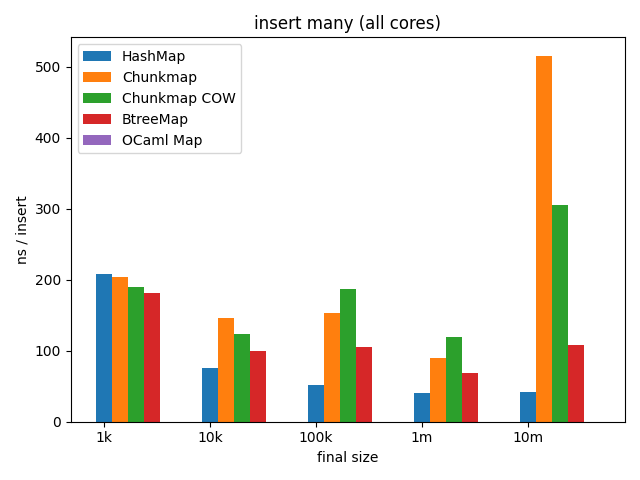 insert many (all cores)
HashMap
Chunkmap
Chunkmap COW
BtreeMap
OCaml Map
ns / insert
500
400
300
200
100
0
1k 10k 100k 1m 10m
final size